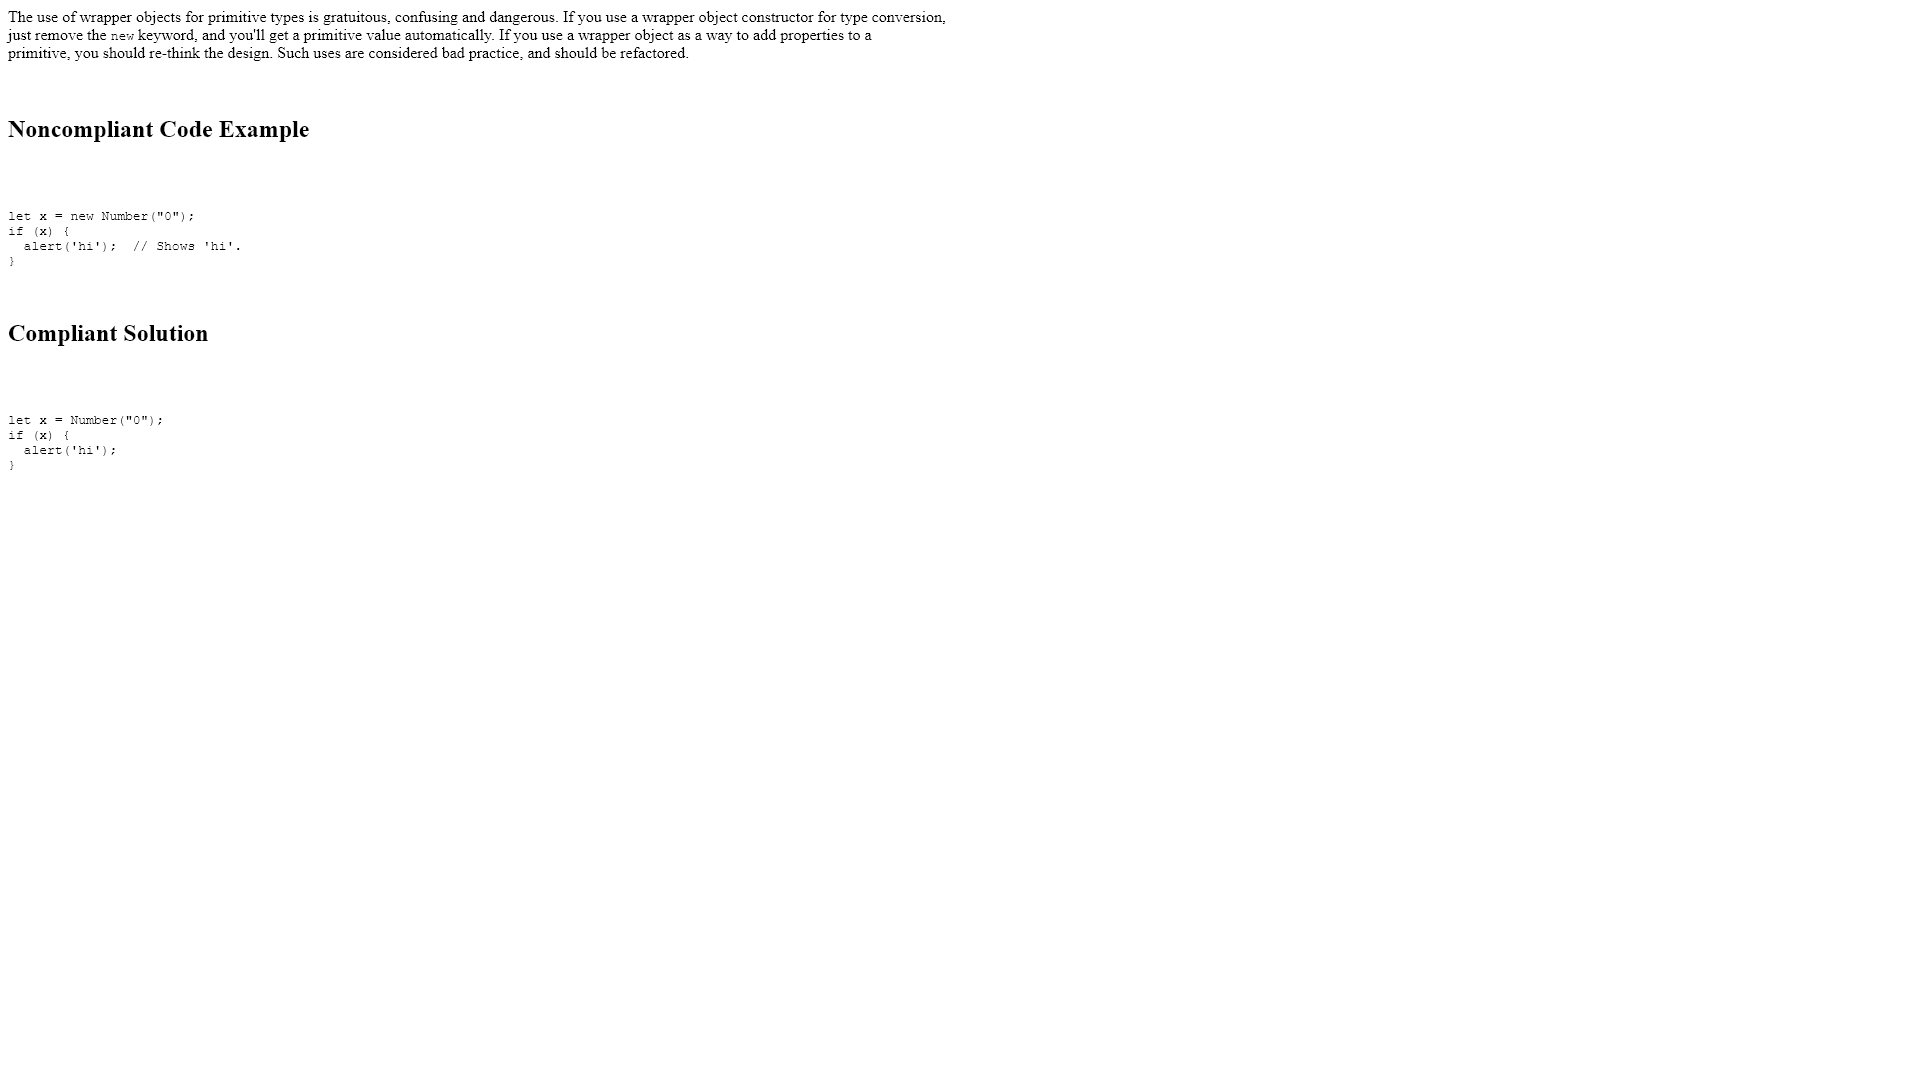 The use of wrapper objects for primitive types is gratuitous, confusing and dangerous. If you use a wrapper object constructor for type conversion,
just remove the new keyword, and you'll get a primitive value automatically. If you use a wrapper object as a way to add properties to a
primitive, you should re-think the design. Such uses are considered bad practice, and should be refactored.
Noncompliant Code Example
let x = new Number("0");
if (x) {
  alert('hi');  // Shows 'hi'.
}
Compliant Solution
let x = Number("0");
if (x) {
  alert('hi');
}